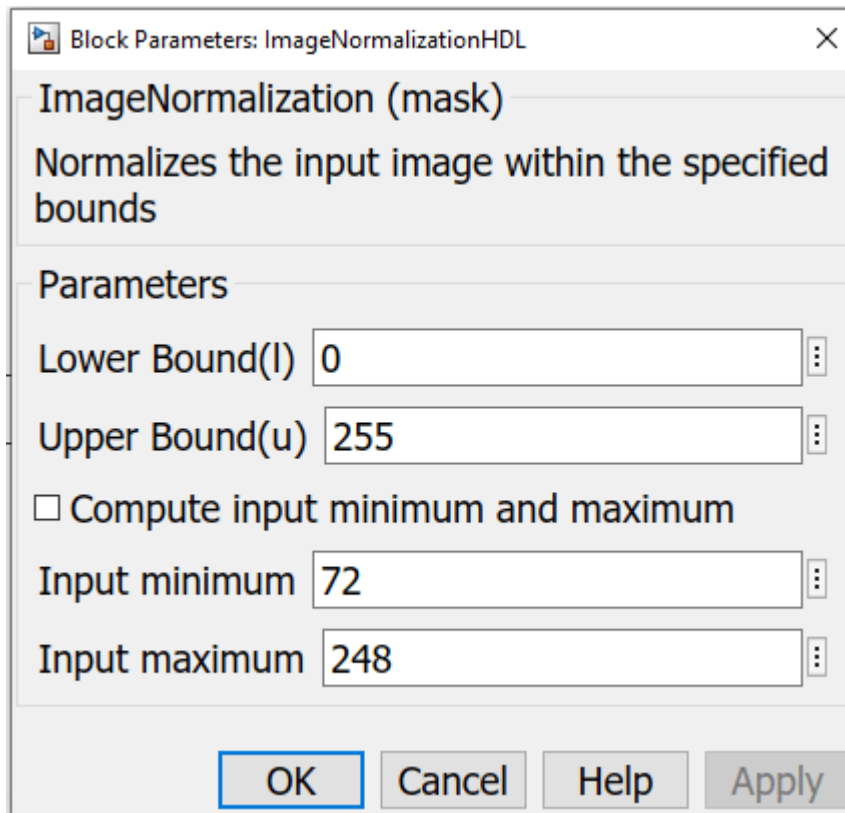 Block Parameters: ImageNormalizationHDL
ImageNormalization (mask)
Normalizes the input image within the specified
bounds
Parameters
Lower Bound(l) 0
Upper Bound(u) 255
Compute input minimum and maximum
Input minimum 72
Input maximum 248
OK Cancel Help Apply